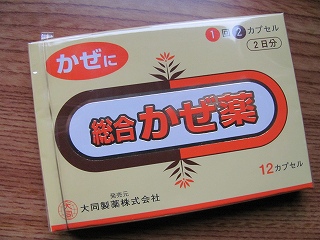 かぜに
1回2カプセル
2日分
総合かぜ薬
12カプセル
発売元
大同製薬株式会社